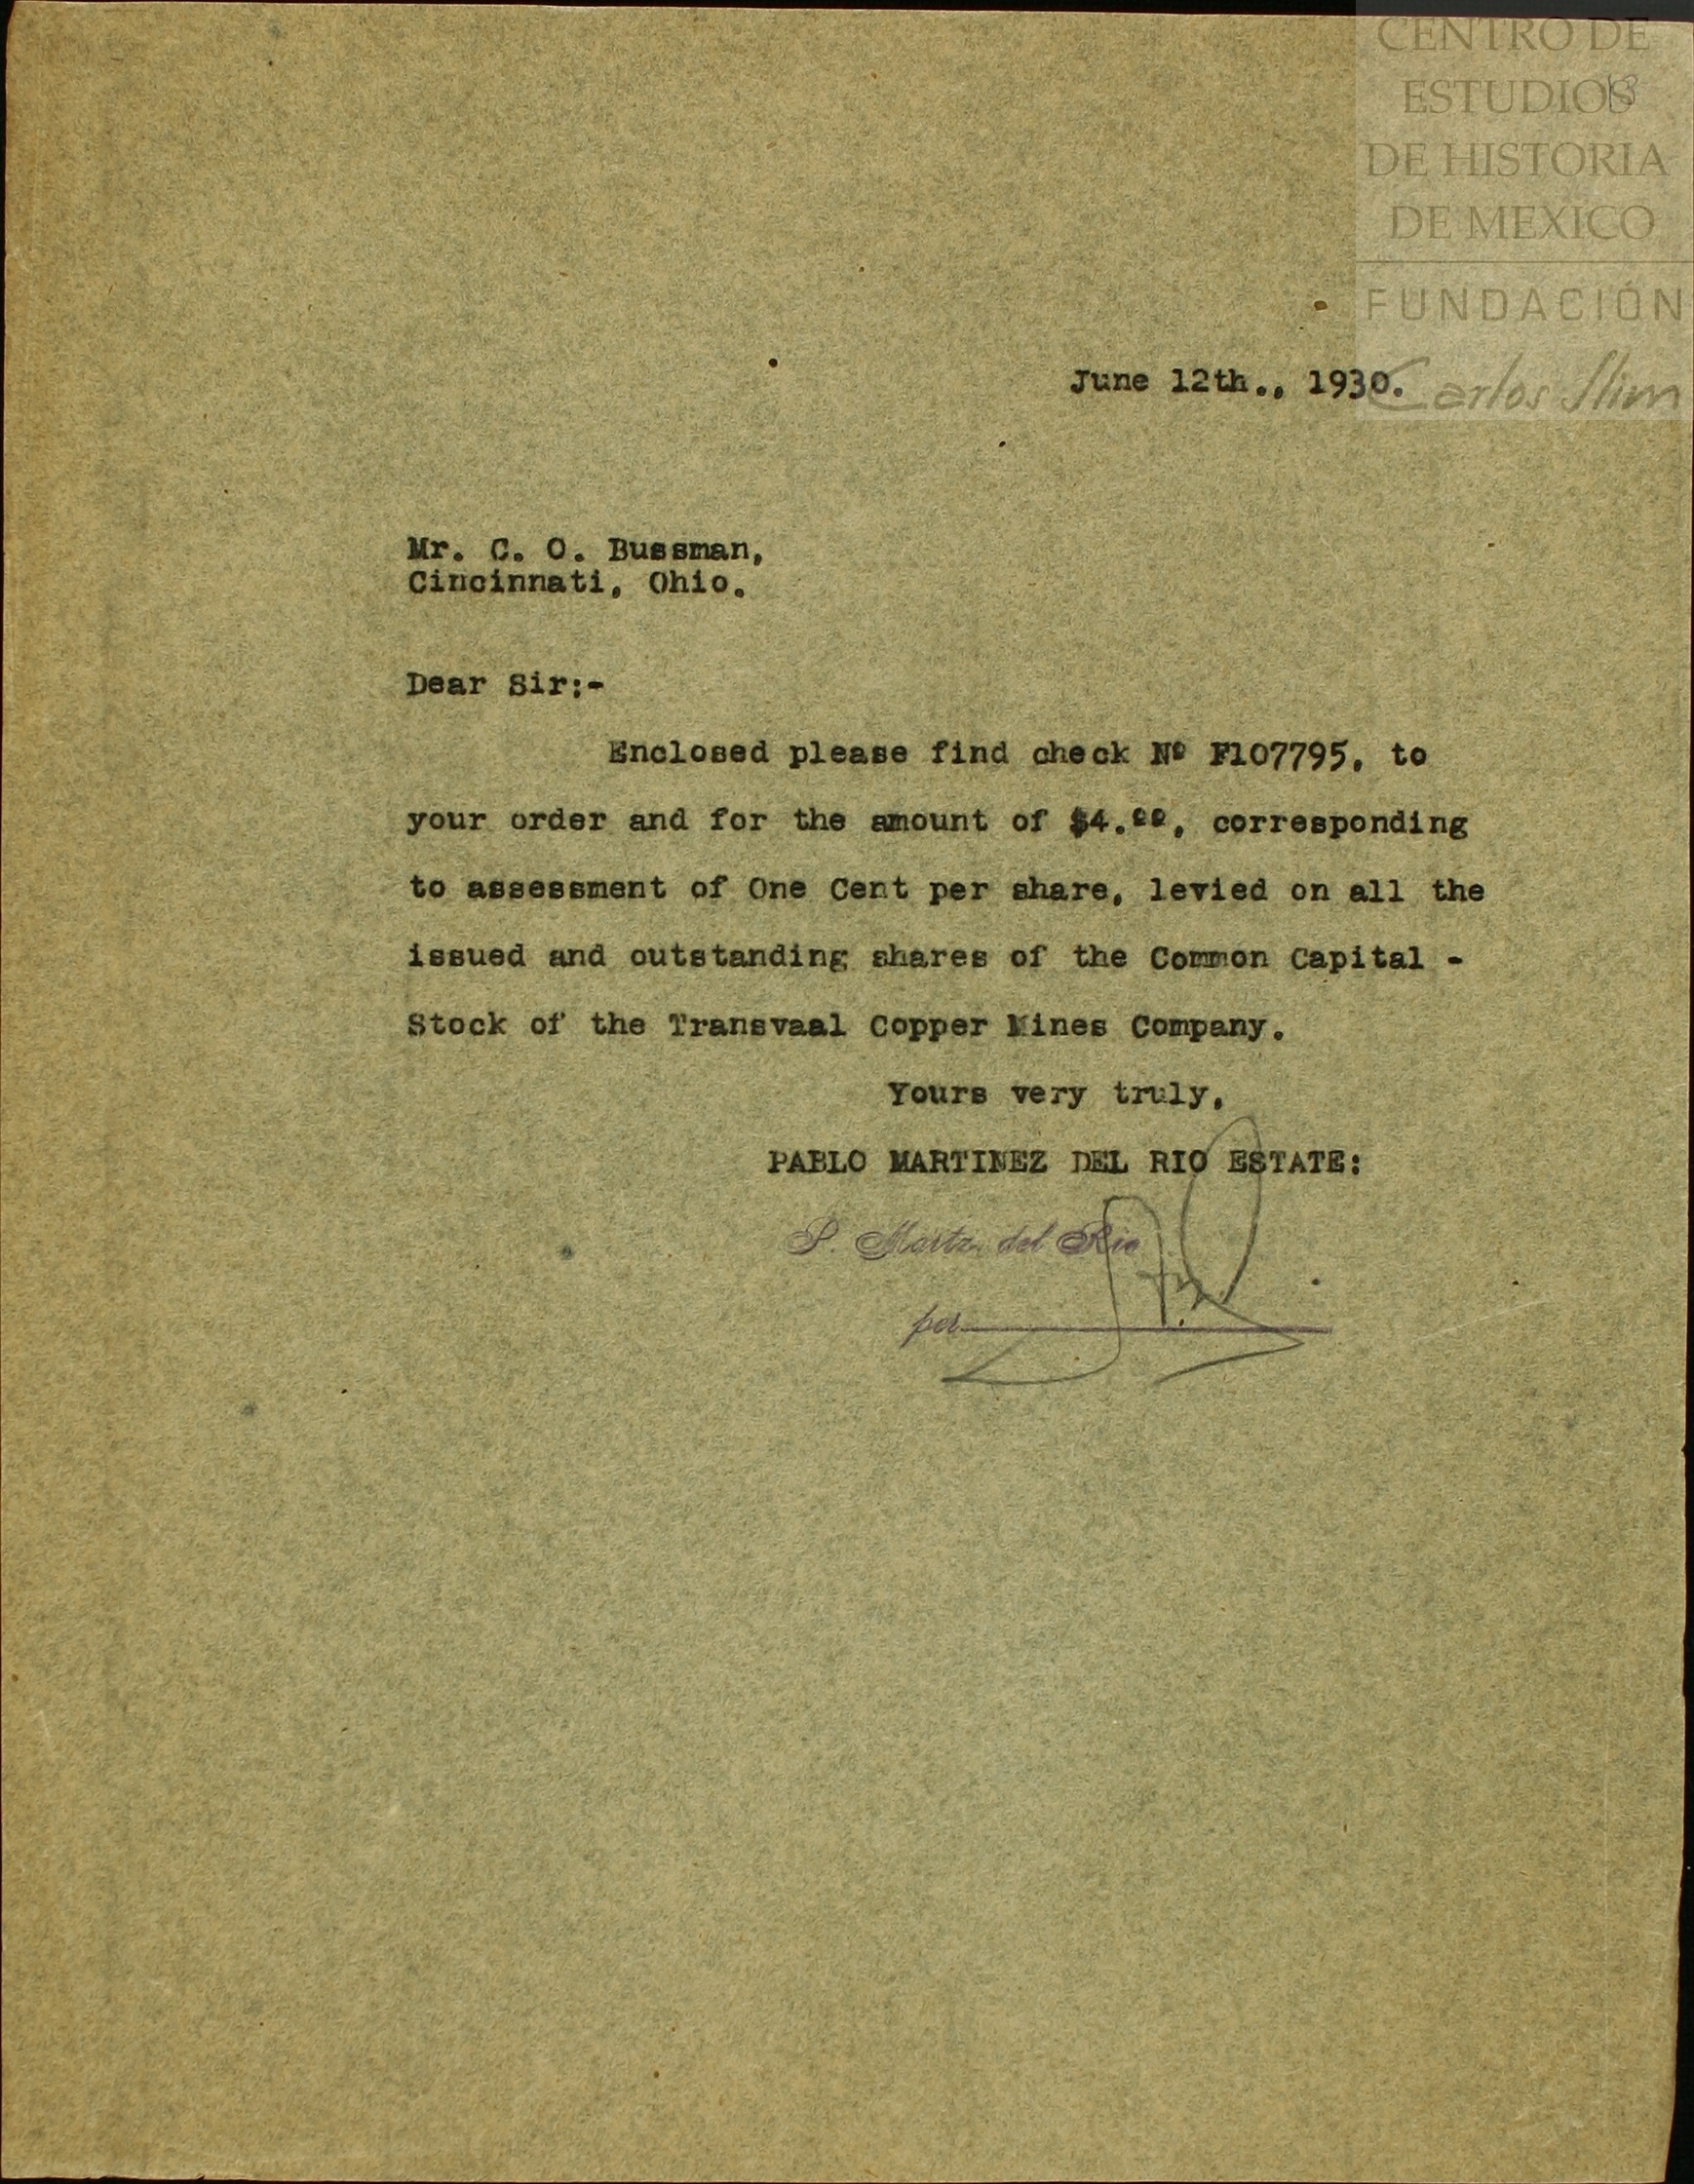 CENTRO DE
ESTUDIOS
DE HISTORIA
DE MEXICO
FUNDACIÓN
Carlos Slim
June 12th., 1930.
Mr. C. O. Bussman,
Cincinnati, Ohio.
Dear Sir:-
Enclosed please find check Nº F107795, to
your order and for the amount of $4.ºº, corresponding
to assessment of One Cent per share, levied on all the
issued and outstanding shares of the Common Capital -
Stock of the Transvaal Copper Mines Company.
Yours very truly,
PABLO MARTINEZ DEL RIO ESTATE:
P. Martz. del Rio
per